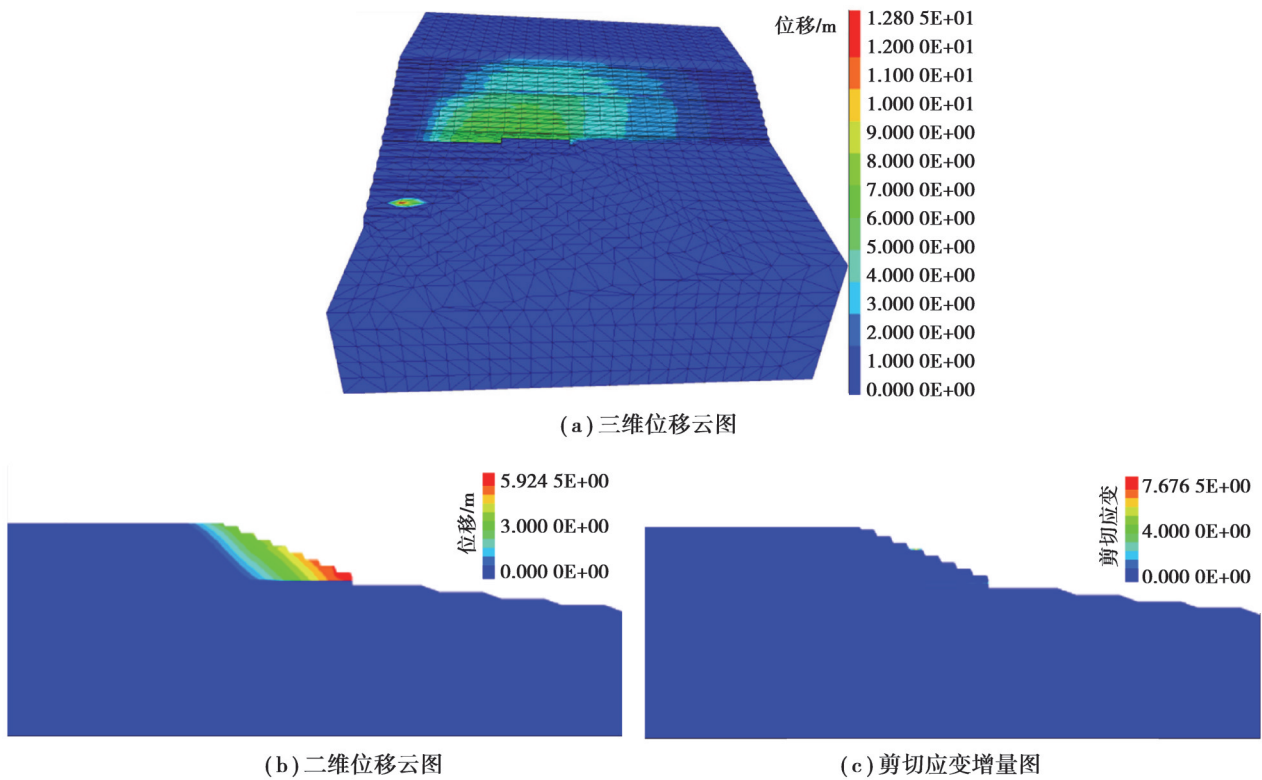 位移/m
1.280 5E+01
1.200 0E+01
1.100 0E+01
1.000 0E+01
9.000 0E+00
8.000 0E+00
7.000 0E+00
6.000 0E+00
5.000 0E+00
4.000 0E+00
3.000 0E+00
2.000 0E+00
1.000 0E+00
0.000 0E+00
(a)三维位移云图
位移/m
5.924 5E+00
3.000 0E+00
0.000 0E+00
(b)二维位移云图
剪切应变
7.676 5E+00
4.000 0E+00
0.000 0E+00
(c)剪切应变增量图